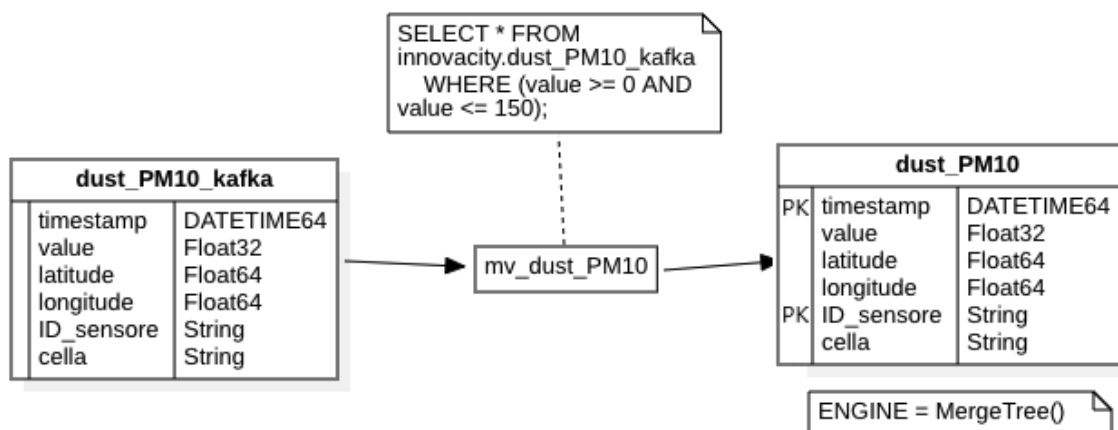 SELECT * FROM
innovacity.dust_PM10_kafka
WHERE (value >= 0 AND
value <= 150);
dust_PM10_kafka
timestamp DATETIME64
value Float32
latitude Float64
longitude Float64
ID_sensore String
cella String
mv_dust_PM10
dust_PM10
PK timestamp DATETIME64
value Float32
latitude Float64
longitude Float64
PK ID_sensore String
cella String
ENGINE = MergeTree()